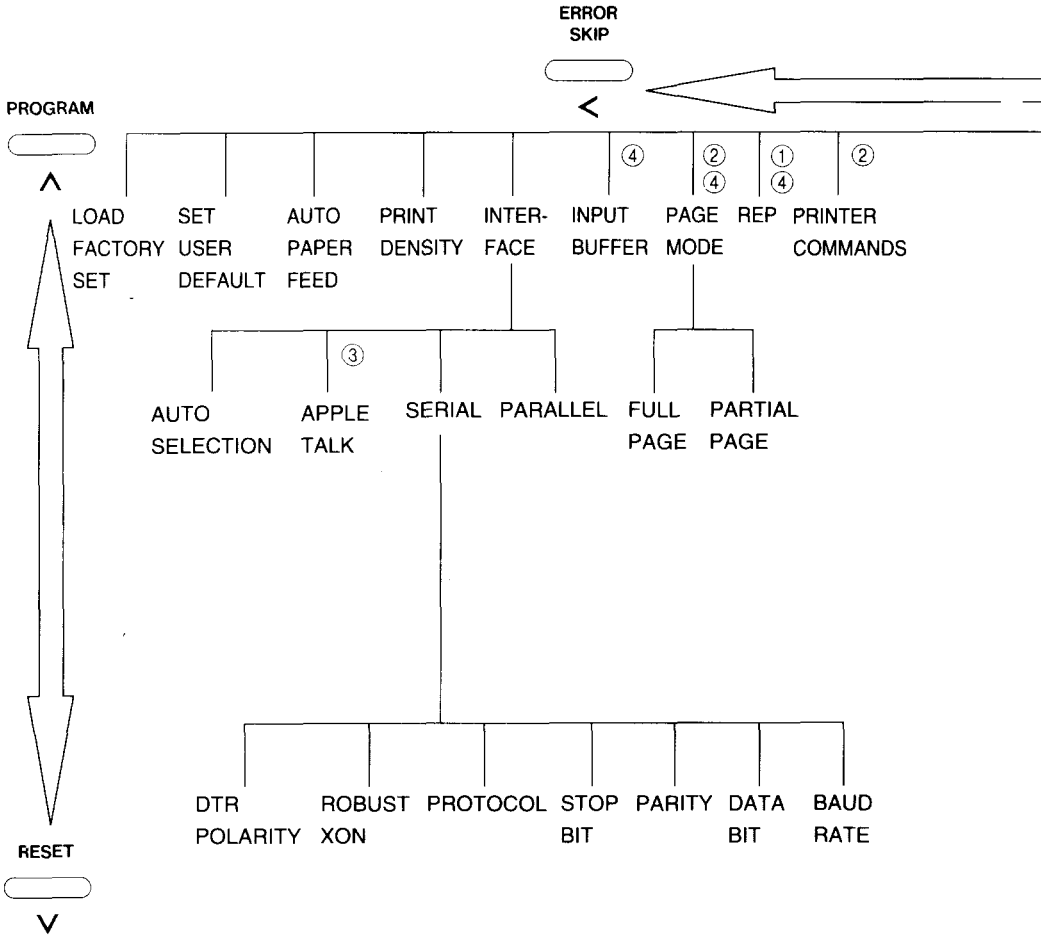 ERROR
SKIP
<
PROGRAM
∧
④ ② ① ②
④ ④
LOAD SET AUTO PRINT INTER- INPUT PAGE REP PRINTER
FACTORY USER PAPER DENSITY FACE BUFFER MODE COMMANDS
SET DEFAULT FEED
③
AUTO APPLE SERIAL PARALLEL FULL PARTIAL
SELECTION TALK PAGE PAGE
DTR ROBUST PROTOCOL STOP PARITY DATA BAUD
POLARITY XON BIT BIT RATE
RESET
∨